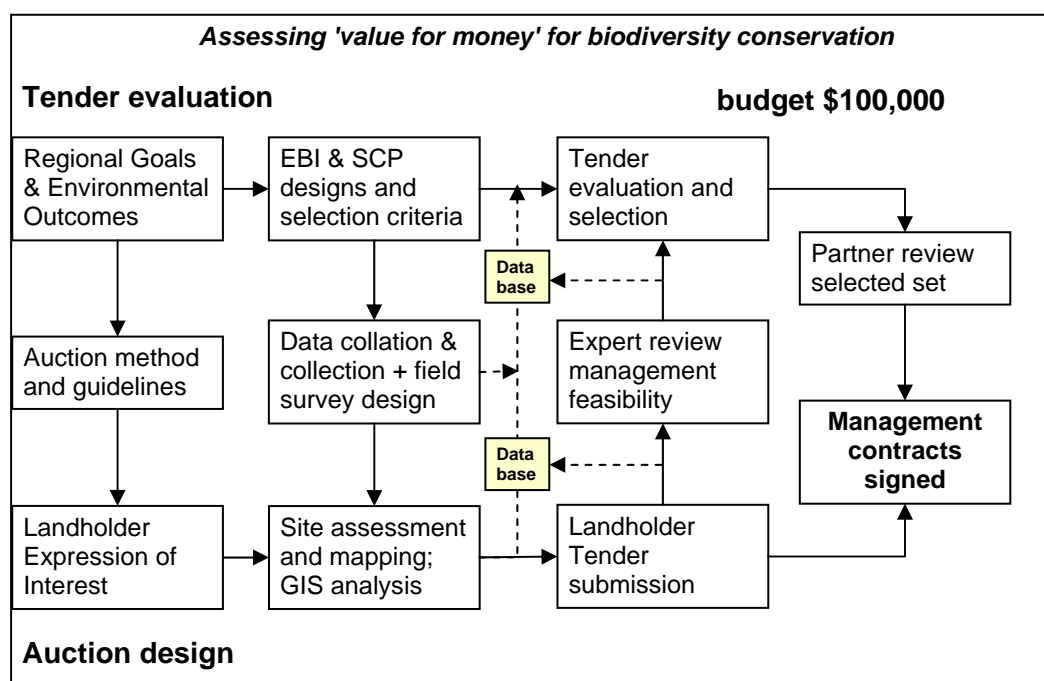 Assessing 'value for money' for biodiversity conservation
Tender evaluation
budget $100,000
Regional Goals
& Environmental
Outcomes
EBI & SCP
designs and
selection criteria
Tender
evaluation and
selection
Partner review
selected set
Data
base
Auction method
and guidelines
Data collation &
collection + field
survey design
Expert review
management
feasibility
Management
contracts
signed
Data
base
Landholder
Expression of
Interest
Site assessment
and mapping;
GIS analysis
Landholder
Tender
submission
Auction design